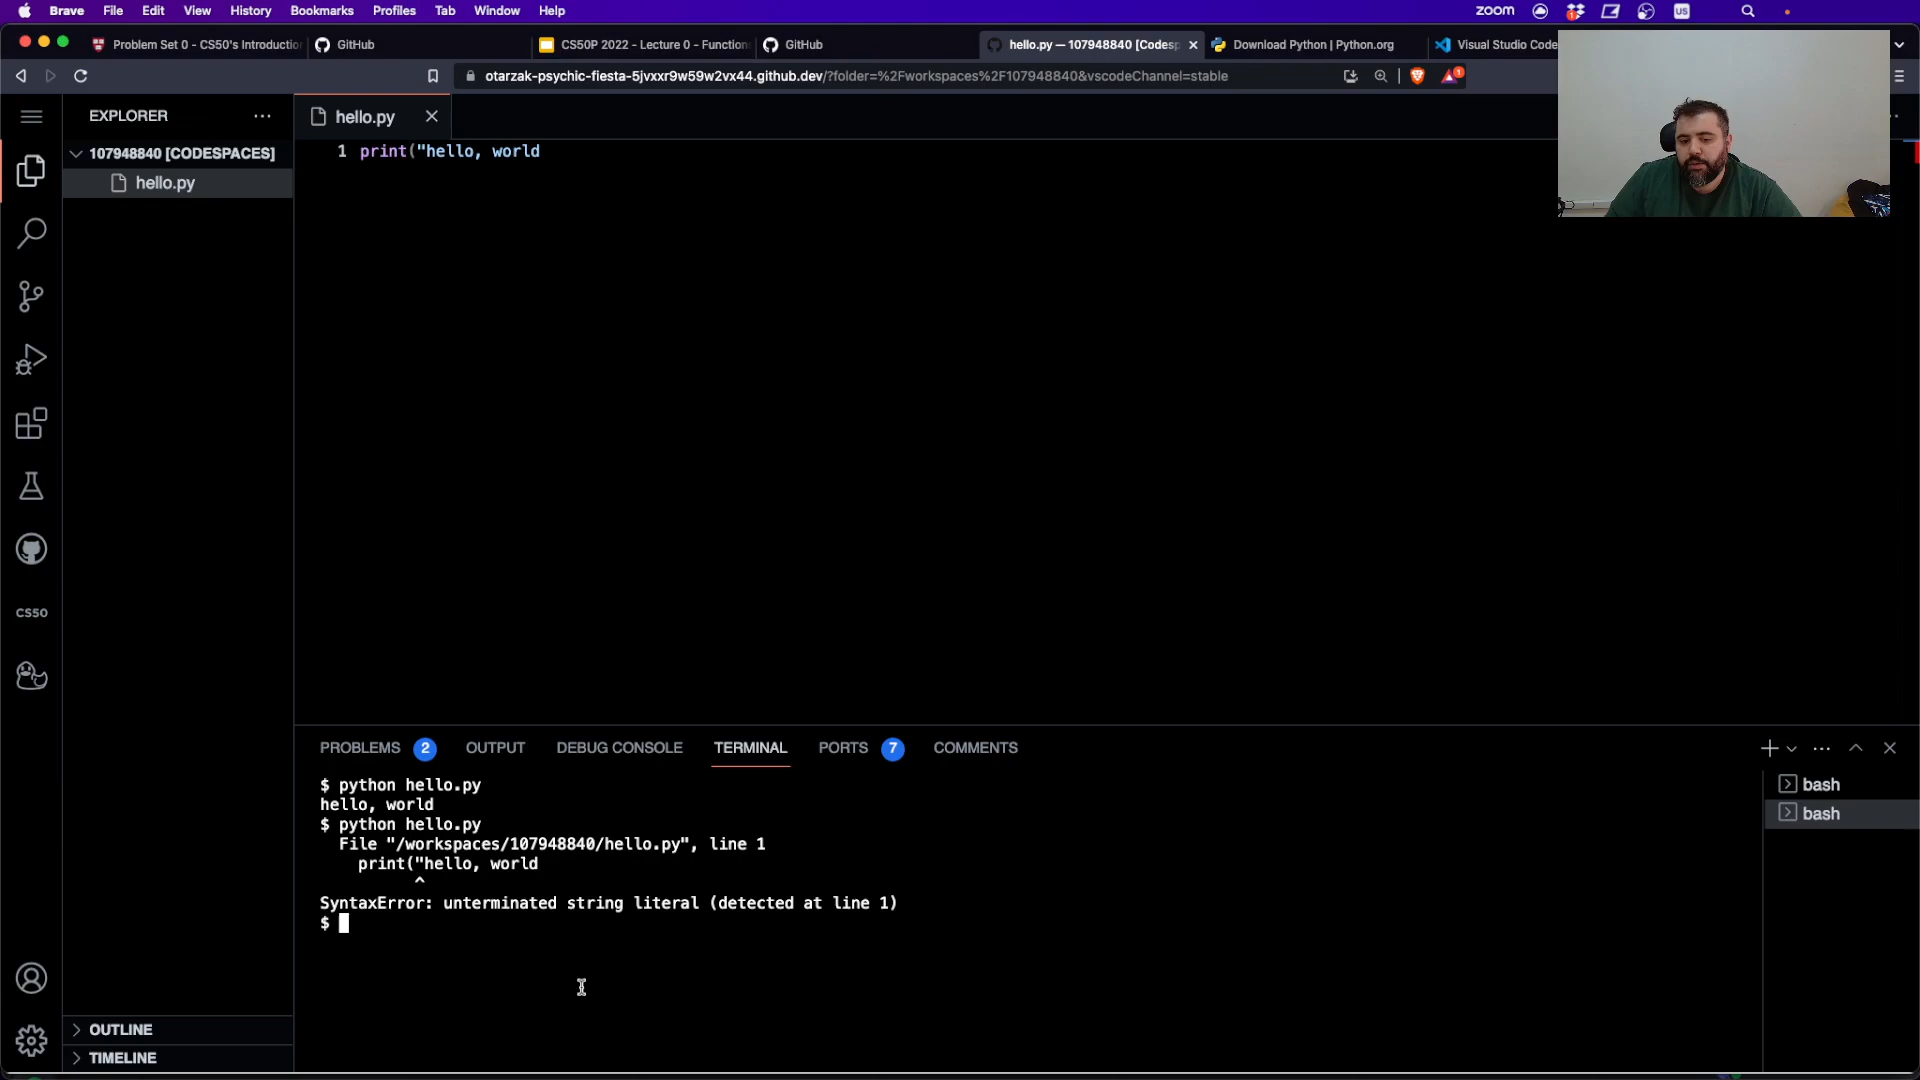 Brave File Edit View History Bookmarks Profiles Tab Window Help zoom US
Problem Set 0 - CS50's Introduction GitHub CS50P 2022 - Lecture 0 - Functions GitHub hello.py — 107948840 [Codesp Download Python | Python.org Visual Studio Code
otarzak-psychic-fiesta-5jvxxr9w59w2vx44.github.dev/?folder=%2Fworkspaces%2F107948840&vscodeChannel=stable 1
EXPLORER
107948840 [CODESPACES]
hello.py
CS50
OUTLINE
TIMELINE
hello.py
1 print("hello, world
PROBLEMS 2 OUTPUT DEBUG CONSOLE TERMINAL PORTS 7 COMMENTS
$ python hello.py
hello, world
$ python hello.py
File "/workspaces/107948840/hello.py", line 1
print("hello, world
^
SyntaxError: unterminated string literal (detected at line 1)
$
bash
bash